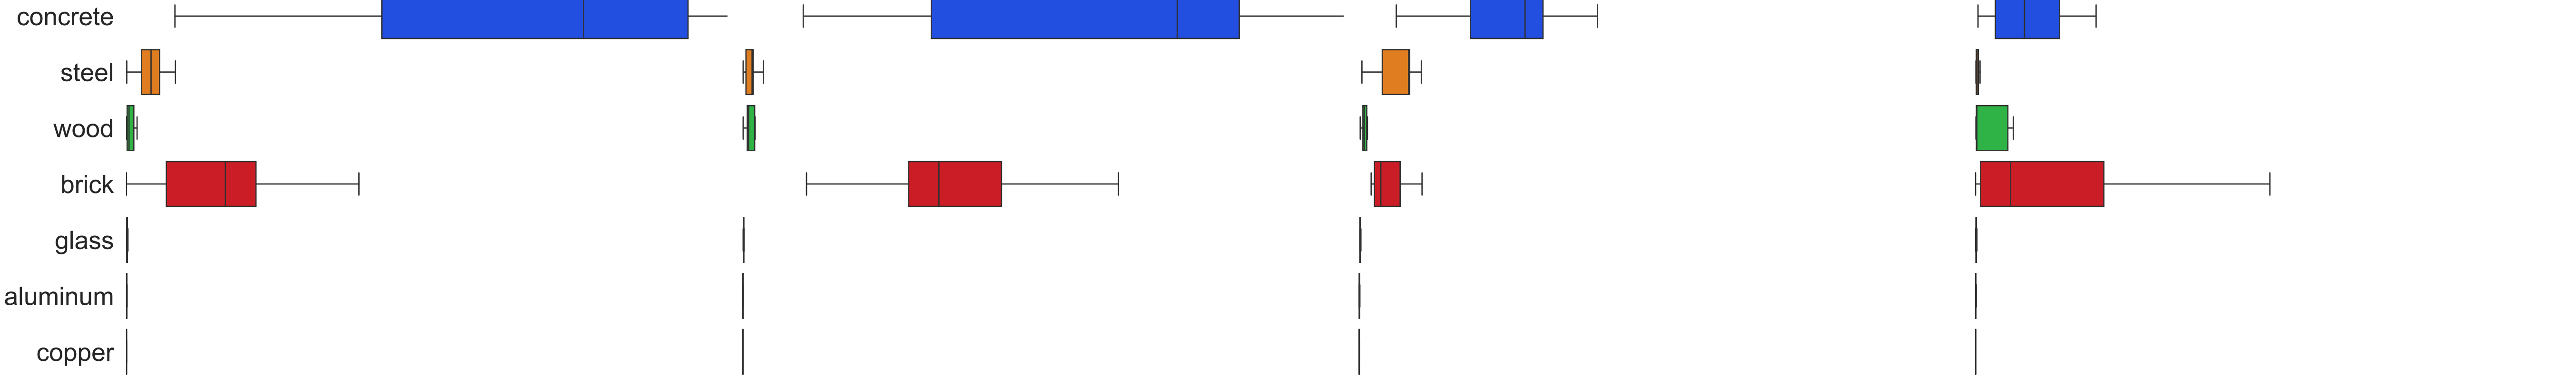 concrete
steel
wood
brick
glass
aluminum
copper